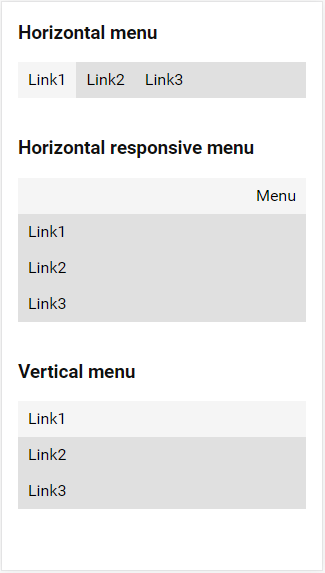 Horizontal menu
Link1 Link2 Link3
Horizontal responsive menu
Menu
Link1
Link2
Link3
Vertical menu
Link1
Link2
Link3